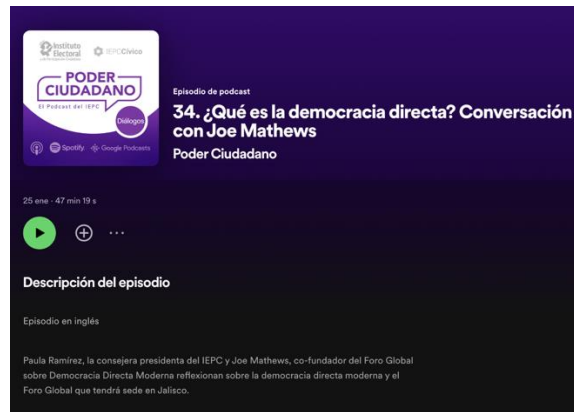 Instituto
Electoral
IEPCCívico
PODER
CIUDADANO
El Podcast del IEPC
Diálogos
Spotify
Google Podcasts
Episodio de podcast
34. ¿Qué es la democracia directa? Conversación
con Joe Mathews
Poder Ciudadano
25 ene · 47 min 19 s
Descripción del episodio
Episodio en inglés
Paula Ramírez, la consejera presidenta del IEPC y Joe Mathews, co-fundador del Foro Global
sobre Democracia Directa Moderna reflexionan sobre la democracia directa moderna y el
Foro Global que tendrá sede en Jalisco.